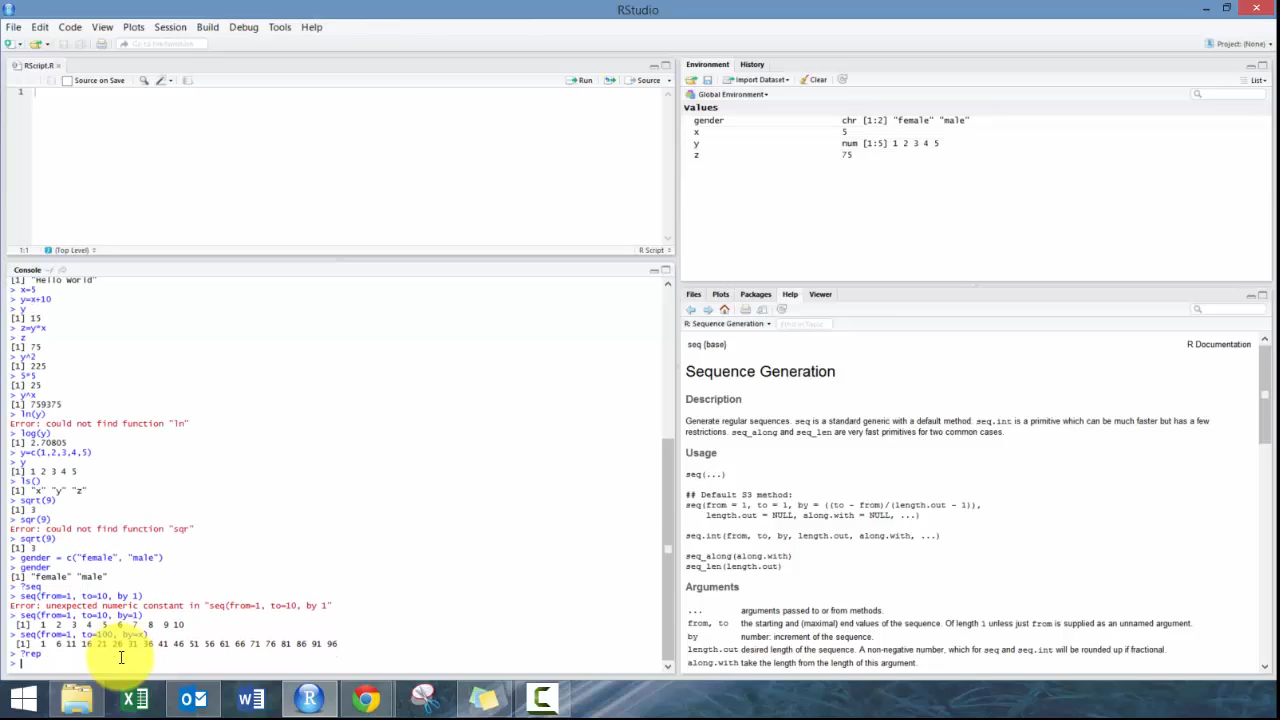 RStudio
File Edit Code View Plots Session Build Debug Tools Help
Go to file/function
Project: (None)
RScript.R
Source on Save
Run
Source
1
1:1
(Top Level)
R Script
Console ~/
[1] "Hello World"
> x=5
> y=x+10
> y
[1] 15
> z=y*x
> z
[1] 75
> y^2
[1] 225
> 5*5
[1] 25
> y^x
[1] 759375
> ln(y)
Error: could not find function "ln"
> log(y)
[1] 2.70805
> y=c(1,2,3,4,5)
> y
[1] 1 2 3 4 5
> ls()
[1] "x" "y" "z"
> sqrt(9)
[1] 3
> sqr(9)
Error: could not find function "sqr"
> sqrt(9)
[1] 3
> gender = c("female", "male")
> gender
[1] "female" "male"
> ?seq
> seq(from=1, to=10, by 1)
Error: unexpected numeric constant in "seq(from=1, to=10, by 1"
> seq(from=1, to=10, by=1)
[1] 1 2 3 4 5 6 7 8 9 10
> seq(from=1, to=100, by=x)
[1] 1 6 11 16 21 26 31 36 41 46 51 56 61 66 71 76 81 86 91 96
> ?rep
>
Environment History
Import Dataset
Clear
List
Global Environment
values
gender chr [1:2] "female" "male"
x 5
y num [1:5] 1 2 3 4 5
z 75
Files Plots Packages Help Viewer
R: Sequence Generation
Find in Topic
seq {base}
R Documentation
Sequence Generation
Description
Generate regular sequences. seq is a standard generic with a default method. seq.int is a primitive which can be much faster but has a few
restrictions. seq_along and seq_len are very fast primitives for two common cases.
Usage
seq(...)
## Default S3 method:
seq(from = 1, to = 1, by = ((to - from)/(length.out - 1)),
length.out = NULL, along.with = NULL, ...)
seq.int(from, to, by, length.out, along.with, ...)
seq_along(along.with)
seq_len(length.out)
Arguments
... arguments passed to or from methods.
from, to the starting and (maximal) end values of the sequence. Of length 1 unless just from is supplied as an unnamed argument.
by number: increment of the sequence.
length.out desired length of the sequence. A non-negative number, which for seq and seq.int will be rounded up if fractional.
along.with take the length from the length of this argument.